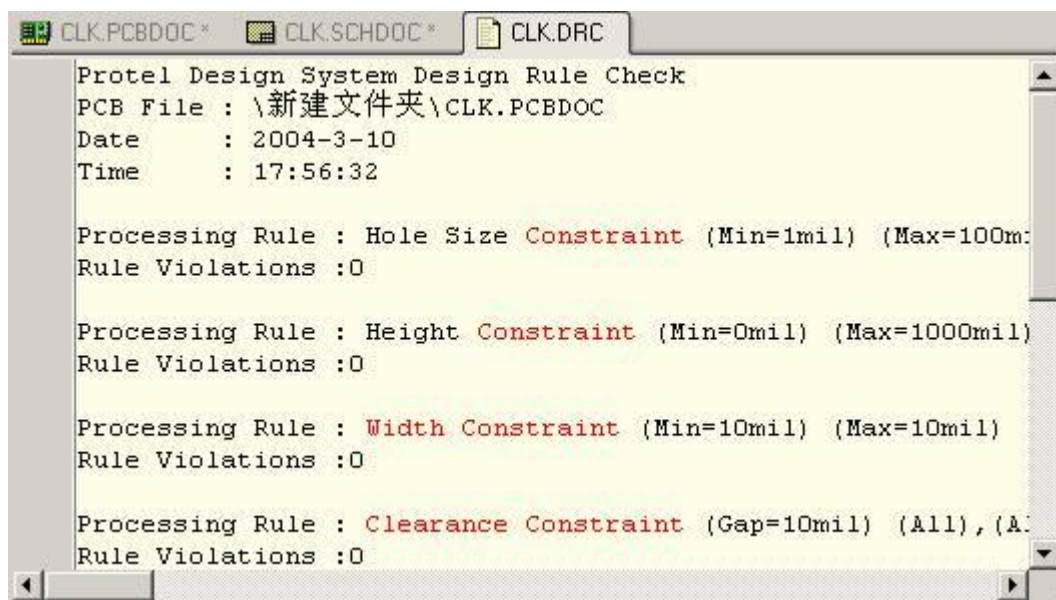 CLK.PCBDOC * CLK.SCHDOC * CLK.DRC
Protel Design System Design Rule Check
PCB File : \新建文件夹\CLK.PCBDOC
Date : 2004-3-10
Time : 17:56:32
Processing Rule : Hole Size Constraint (Min=1mil) (Max=100m
Rule Violations :0
Processing Rule : Height Constraint (Min=0mil) (Max=1000mil)
Rule Violations :0
Processing Rule : Width Constraint (Min=10mil) (Max=10mil)
Rule Violations :0
Processing Rule : Clearance Constraint (Gap=10mil) (All),(A
Rule Violations :0